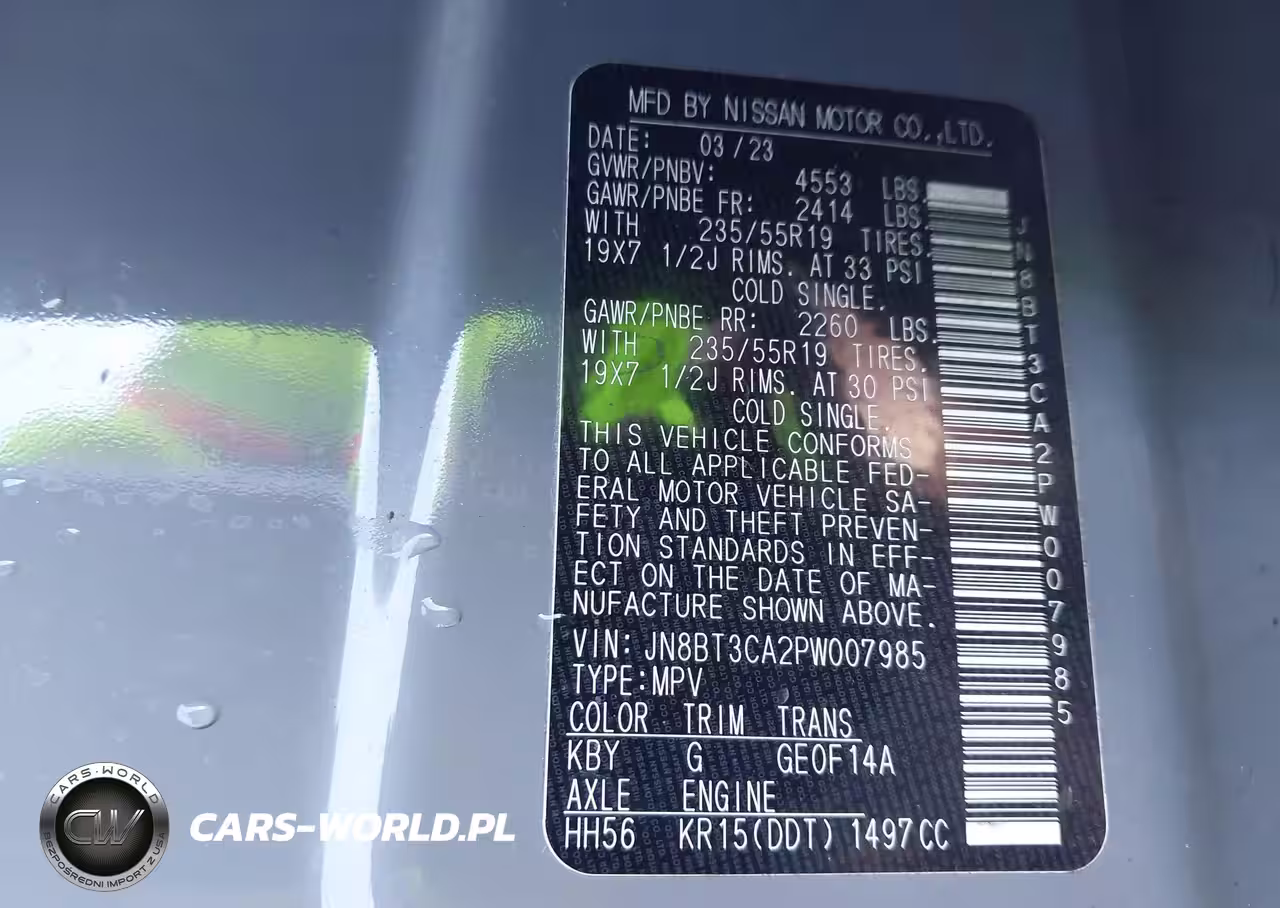 MFD BY NISSAN MOTOR CO.,LTD.
DATE: 03/23
GVWR/PNBV: 4553 LBS.
GAWR/PNBE FR: 2414 LBS.
WITH 235/55R19 TIRES.
19X7 1/2J RIMS. AT 33 PSI
COLD SINGLE.
GAWR/PNBE RR: 2260 LBS.
WITH 235/55R19 TIRES.
19X7 1/2J RIMS. AT 30 PSI
COLD SINGLE.
THIS VEHICLE CONFORMS
TO ALL APPLICABLE FED-
ERAL MOTOR VEHICLE SA-
FETY AND THEFT PREVEN-
TION STANDARDS IN EFF-
ECT ON THE DATE OF MA-
NUFACTURE SHOWN ABOVE.
VIN: JN8BT3CA2PW007985
TYPE:MPV
COLOR TRIM TRANS
KBY G GE0F14A
AXLE ENGINE
HH56 KR15(DDT) 1497CC
JN8BT3CA2PW007985
CARS-WORLD
CW
BEZPOŚREDNI IMPORT Z USA
CARS-WORLD.PL